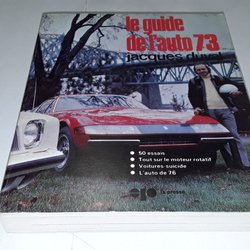 le guide
de l'auto 73
jacques duval
• 50 essais
• Tout sur le moteur rotatif
• Voitures-suicide
• L'auto de 76
la presse